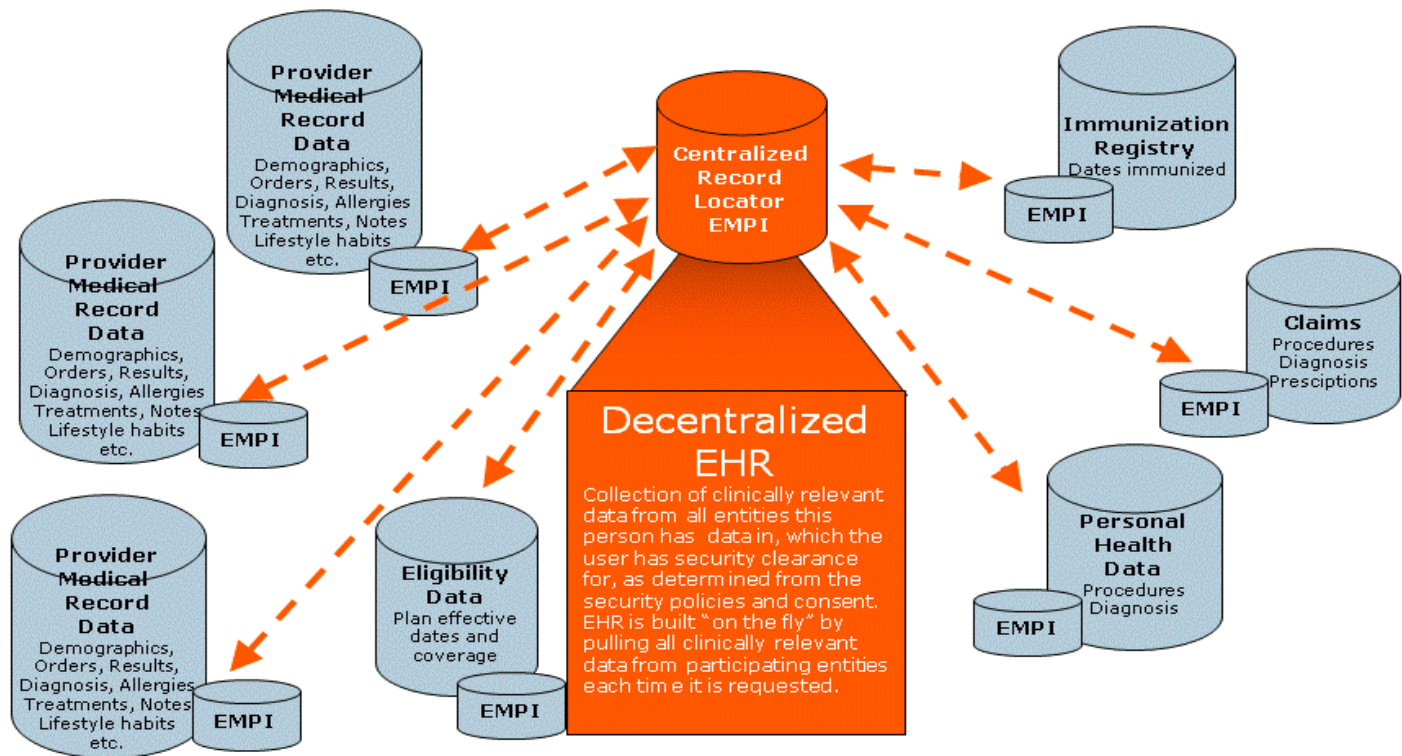 Provider
Medical
Record
Data
Demographics,
Orders, Results,
Diagnosis, Allergies
Treatments, Notes
Lifestyle habits
etc.
EMPI
Provider
Medical
Record
Data
Demographics,
Orders, Results,
Diagnosis, Allergies
Treatments, Notes
Lifestyle habits
etc.
EMPI
Provider
Medical
Record
Data
Demographics,
Orders, Results,
Diagnosis, Allergies
Treatments, Notes
Lifestyle habits
etc.
EMPI
Eligibility
Data
Plan effective
dates and
coverage
EMPI
Centralized
Record
Locator
EMPI
Decentralized
EHR
Collection of clinically relevant
data from all entities this
person has data in, which the
user has security clearance
for, as determined from the
security policies and consent.
EHR is built “on the fly” by
pulling all clinically relevant
data from participating entities
each time it is requested.
Immunization
Registry
Dates immunized
EMPI
Claims
Procedures
Diagnosis
Presciptions
EMPI
Personal
Health
Data
Procedures
Diagnosis
EMPI